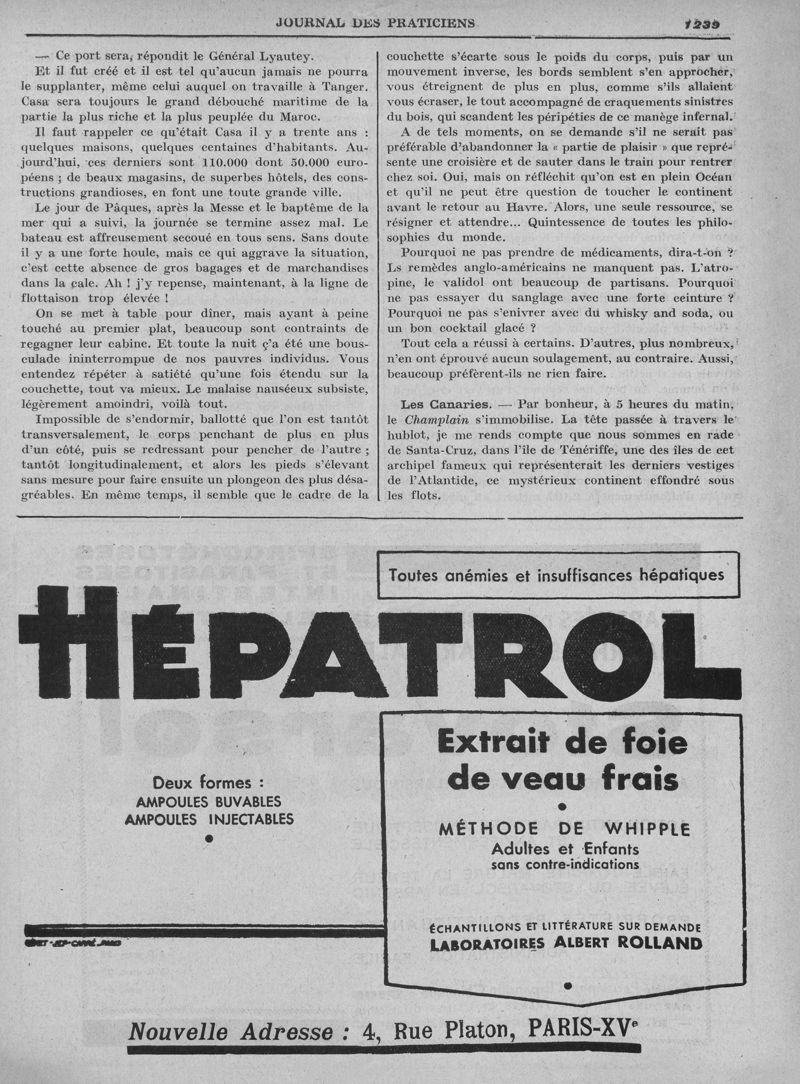 JOURNAL DES PRATICIENS
1239
— Ce port sera, répondit le Général Lyautey.
Et il fut créé et il est tel qu'aucun jamais ne pourra
le supplanter, même celui auquel on travaille à Tanger.
Casa sera toujours le grand débouché maritime de la
partie la plus riche et la plus peuplée du Maroc.
Il faut rappeler ce qu'était Casa il y a trente ans :
quelques maisons, quelques centaines d'habitants. Au-
jourd'hui, ces derniers sont 110.000 dont 50.000 euro-
péens ; de beaux magasins, de superbes hôtels, des cons-
tructions grandioses, en font une toute grande ville.
Le jour de Pâques, après la Messe et le baptême de la
mer qui a suivi, la journée se termine assez mal. Le
bateau est affreusement secoué en tous sens. Sans doute
il y a une forte houle, mais ce qui aggrave la situation,
c'est cette absence de gros bagages et de marchandises
dans la cale. Ah ! j'y repense, maintenant, à la ligne de
flottaison trop élevée !
On se met à table pour dîner, mais ayant à peine
touché au premier plat, beaucoup sont contraints de
regagner leur cabine. Et toute la nuit ç'a été une bous-
culade ininterrompue de nos pauvres individus. Vous
entendez répéter à satiété qu'une fois étendu sur la
couchette, tout va mieux. Le malaise nauséeux subsiste,
légèrement amoindri, voilà tout.
Impossible de s'endormir, ballotté que l'on est tantôt
transversalement, le corps penchant de plus en plus
d'un côté, puis se redressant pour pencher de l'autre ;
tantôt longitudinalement, et alors les pieds s'élevant
sans mesure pour faire ensuite un plongeon des plus désa-
gréables. En même temps, il semble que le cadre de la
couchette s'écarte sous le poids du corps, puis par un
mouvement inverse, les bords semblent s'en approcher,
vous étreignent de plus en plus, comme s'ils allaient
vous écraser, le tout accompagné de craquements sinistres
du bois, qui scandent les péripéties de ce manège infernal.
A de tels moments, on se demande s'il ne serait pas
préférable d'abandonner la « partie de plaisir » que repré-
sente une croisière et de sauter dans le train pour rentrer
chez soi. Oui, mais on réfléchit qu'on est en plein Océan
et qu'il ne peut être question de toucher le continent
avant le retour au Havre. Alors, une seule ressource, se
résigner et attendre... Quintessence de toutes les philo-
sophies du monde.
Pourquoi ne pas prendre de médicaments, dira-t-on ?
Ls remèdes anglo-américains ne manquent pas. L'atro-
pine, le validol ont beaucoup de partisans. Pourquoi
ne pas essayer du sanglage avec une forte ceinture ?
Pourquoi ne pas s'enivrer avec du whisky and soda, ou
un bon cocktail glacé ?
Tout cela a réussi à certains. D'autres, plus nombreux,
n'en ont éprouvé aucun soulagement, au contraire. Aussi,
beaucoup préfèrent-ils ne rien faire.
Les Canaries. — Par bonheur, à 5 heures du matin,
le Champlain s'immobilise. La tête passée à travers le
hublot, je me rends compte que nous sommes en rade
de Santa-Cruz, dans l'île de Ténériffe, une des îles de cet
archipel fameux qui représenterait les derniers vestiges
de l'Atlantide, ce mystérieux continent effondré sous
les flots.
Toutes anémies et insuffisances hépatiques
HÉPATROL
Deux formes :
AMPOULES BUVABLES
AMPOULES INJECTABLES
Extrait de foie
de veau frais
MÉTHODE DE WHIPPLE
Adultes et Enfants
sans contre-indications
ÉCHANTILLONS ET LITTÉRATURE SUR DEMANDE
LABORATOIRES ALBERT ROLLAND
Nouvelle Adresse : 4, Rue Platon, PARIS-XVe